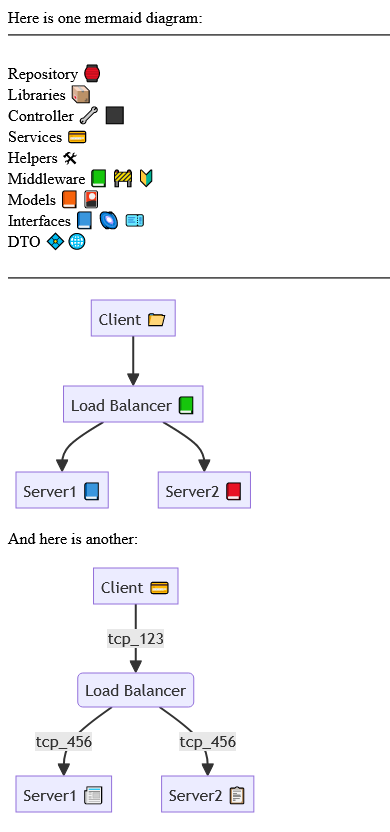 Here is one mermaid diagram:
Repository
Libraries
Controller
Services
Helpers
Middleware
Models
Interfaces
DTO
Client
Load Balancer
Server1
Server2
And here is another:
Client
tcp_123
Load Balancer
tcp_456
tcp_456
Server1
Server2